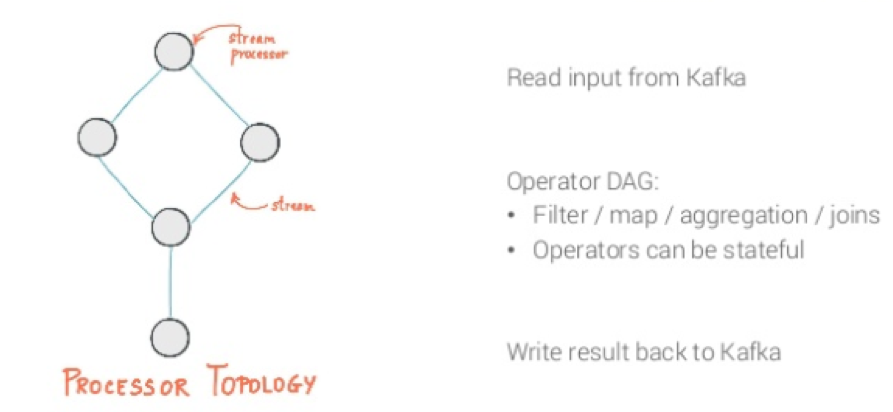 stream
processor
Read input from Kafka
Operator DAG:
• Filter / map / aggregation / joins
• Operators can be stateful
stream
Write result back to Kafka
PROCESSOR TOPOLOGY